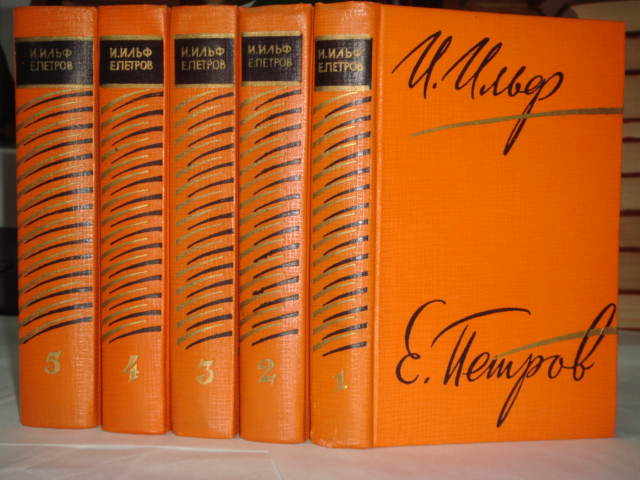 И. ИЛЬФ
Е. ПЕТРОВ
5
И. ИЛЬФ
Е. ПЕТРОВ
4
И. ИЛЬФ
Е. ПЕТРОВ
3
И. ИЛЬФ
Е. ПЕТРОВ
2
И. ИЛЬФ
Е. ПЕТРОВ
1
И. Ильф
Е. Петров